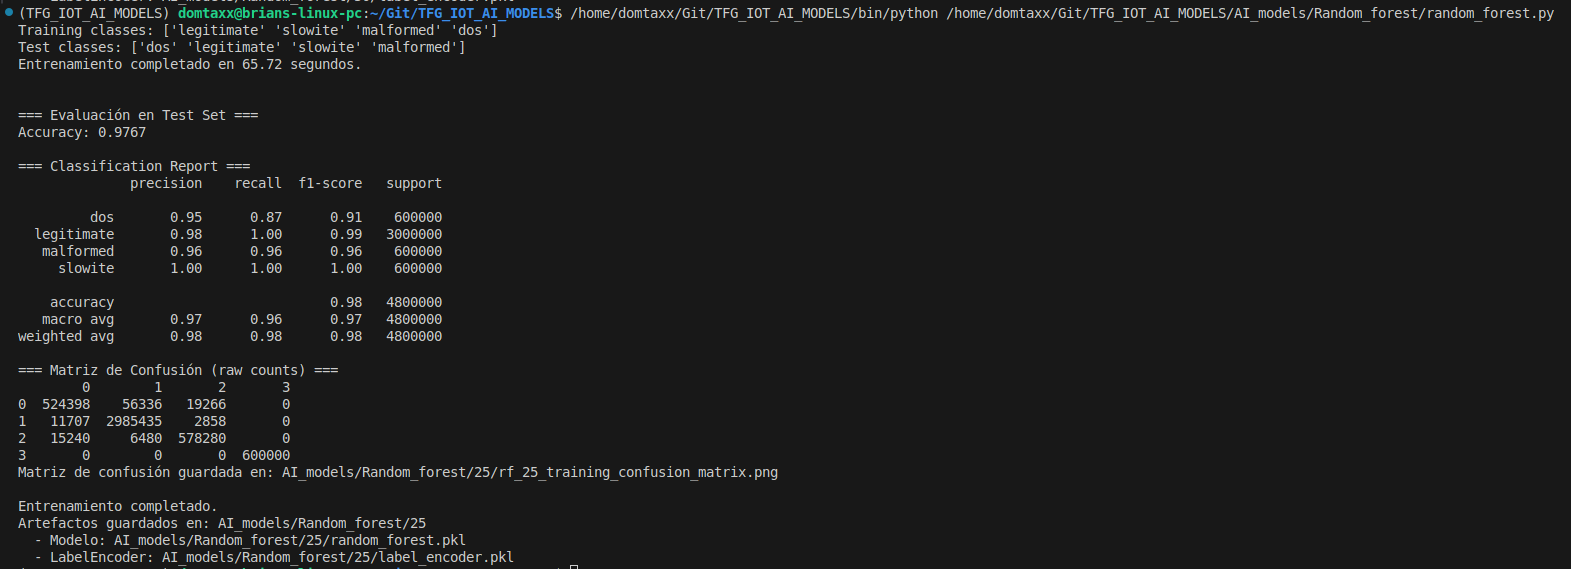 (TFG_IOT_AI_MODELS) domtaxx@brians-linux-pc:~/Git/TFG_IOT_AI_MODELS$ /home/domtaxx/Git/TFG_IOT_AI_MODELS/bin/python /home/domtaxx/Git/TFG_IOT_AI_MODELS/AI_models/Random_forest/random_forest.py
Training classes: ['legitimate' 'slowite' 'malformed' 'dos']
Test classes: ['dos' 'legitimate' 'slowite' 'malformed']
Entrenamiento completado en 65.72 segundos.
=== Evaluación en Test Set ===
Accuracy: 0.9767
=== Classification Report ===
precision recall f1-score support
dos 0.95 0.87 0.91 600000
legitimate 0.98 1.00 0.99 3000000
malformed 0.96 0.96 0.96 600000
slowite 1.00 1.00 1.00 600000
accuracy 0.98 4800000
macro avg 0.97 0.96 0.97 4800000
weighted avg 0.98 0.98 0.98 4800000
=== Matriz de Confusión (raw counts) ===
0 1 2 3
0 524398 56336 19266 0
1 11707 2985435 2858 0
2 15240 6480 578280 0
3 0 0 0 600000
Matriz de confusión guardada en: AI_models/Random_forest/25/rf_25_training_confusion_matrix.png
Entrenamiento completado.
Artefactos guardados en: AI_models/Random_forest/25
- Modelo: AI_models/Random_forest/25/random_forest.pkl
- LabelEncoder: AI_models/Random_forest/25/label_encoder.pkl